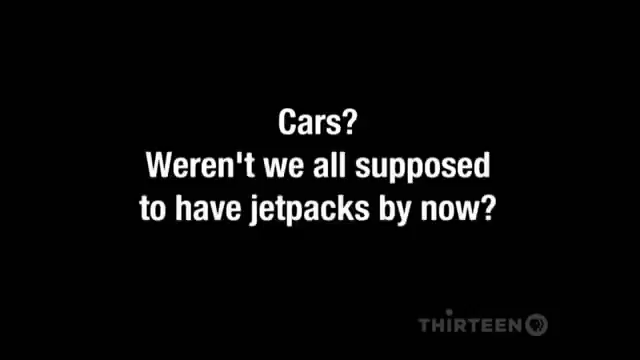 Cars?
Weren't we all supposed
to have jetpacks by now?
THIRTEEN